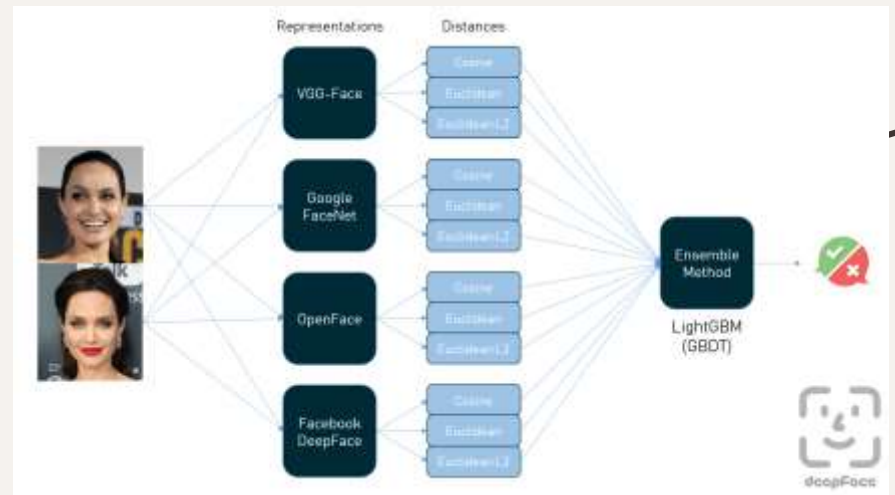 Representations
Distances
VGG-Face
Cosine
Euclidean
Euclidean L2
Google
FaceNet
Cosine
Euclidean
Euclidean L2
OpenFace
Cosine
Euclidean
Euclidean L2
Facebook
DeepFace
Cosine
Euclidean
Euclidean L2
Ensemble
Method
LightGBM
(GBDT)
Talk
deepFace